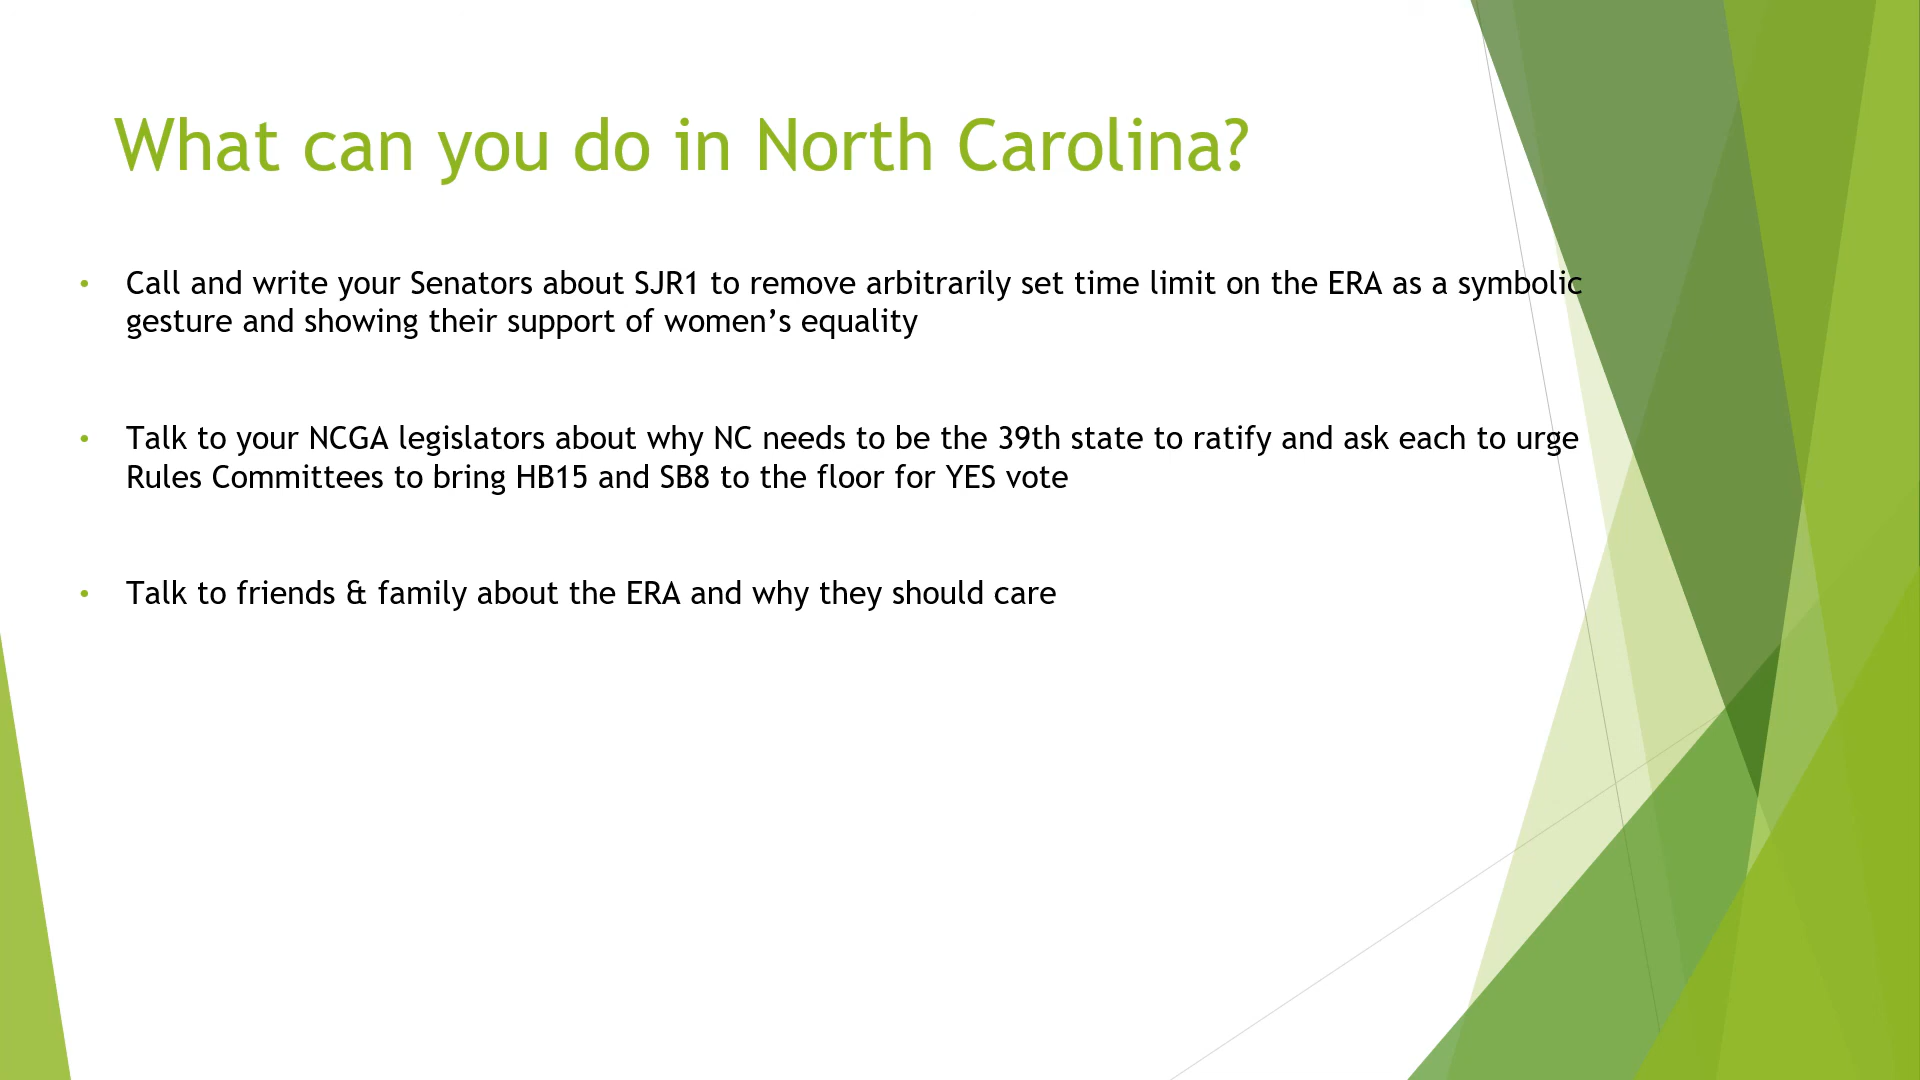 What can you do in North Carolina?
• Call and write your Senators about SJR1 to remove arbitrarily set time limit on the ERA as a symbolic
gesture and showing their support of women’s equality
• Talk to your NCGA legislators about why NC needs to be the 39th state to ratify and ask each to urge
Rules Committees to bring HB15 and SB8 to the floor for YES vote
• Talk to friends & family about the ERA and why they should care